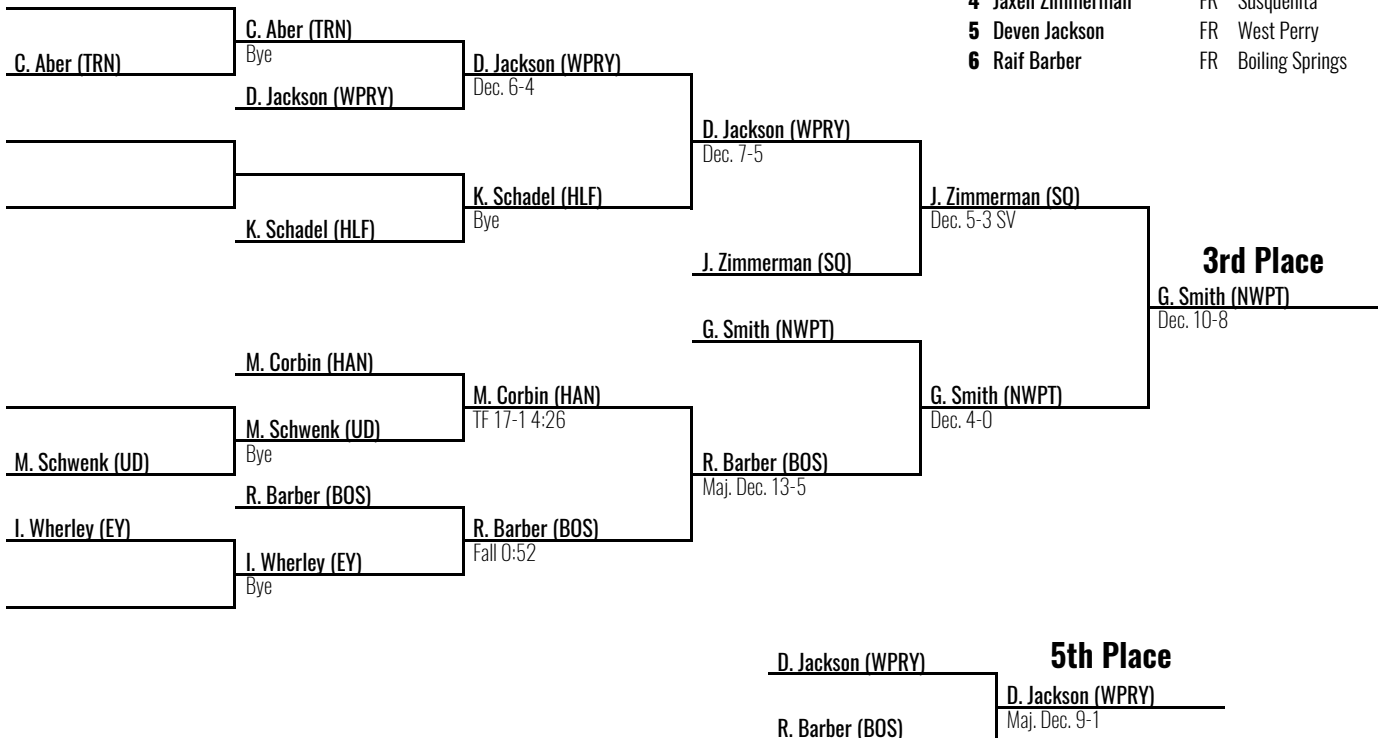 4 Jaxen Zimmerman FR Susquenita
5 Deven Jackson FR West Perry
6 Raif Barber FR Boiling Springs
C. Aber (TRN)
C. Aber (TRN)
Bye
D. Jackson (WPRY)
D. Jackson (WPRY)
Dec. 6-4
D. Jackson (WPRY)
Dec. 7-5
K. Schadel (HLF)
K. Schadel (HLF)
Bye
J. Zimmerman (SQ)
J. Zimmerman (SQ)
Dec. 5-3 SV
3rd Place
G. Smith (NWPT)
Dec. 10-8
G. Smith (NWPT)
G. Smith (NWPT)
Dec. 4-0
M. Corbin (HAN)
M. Corbin (HAN)
TF 17-1 4:26
M. Schwenk (UD)
M. Schwenk (UD)
Bye
R. Barber (BOS)
Maj. Dec. 13-5
R. Barber (BOS)
R. Barber (BOS)
Fall 0:52
I. Wherley (EY)
I. Wherley (EY)
Bye
5th Place
D. Jackson (WPRY)
D. Jackson (WPRY)
Maj. Dec. 9-1
R. Barber (BOS)